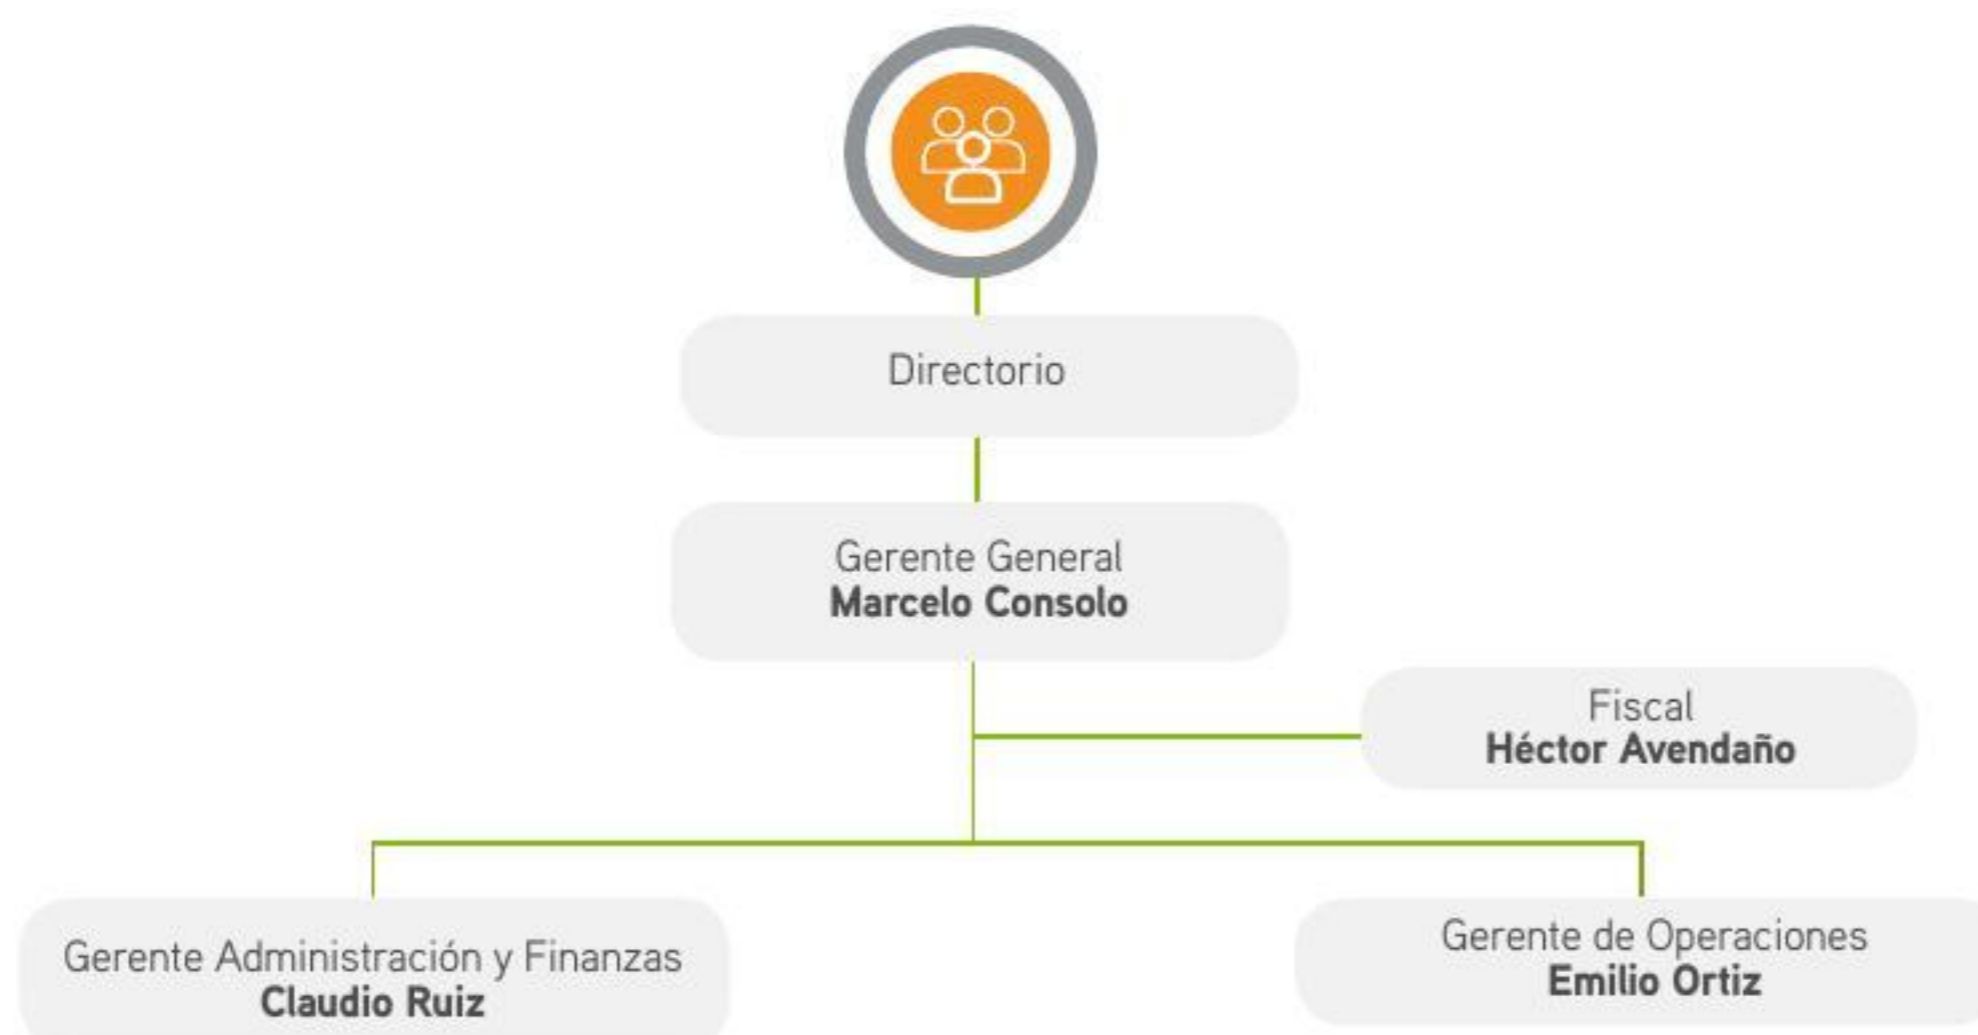 Directorio
Gerente General
Marcelo Consolo
Fiscal
Héctor Avendaño
Gerente Administración y Finanzas
Claudio Ruiz
Gerente de Operaciones
Emilio Ortiz